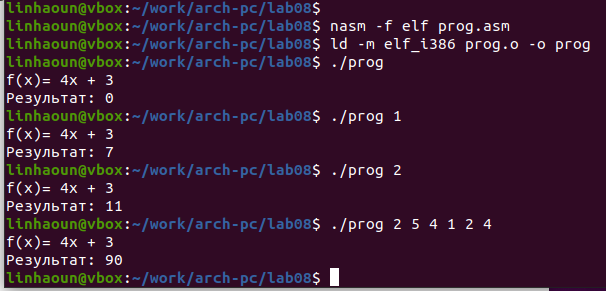 linhaoun@vbox:~/work/arch-pc/lab08$
linhaoun@vbox:~/work/arch-pc/lab08$ nasm -f elf prog.asm
linhaoun@vbox:~/work/arch-pc/lab08$ ld -m elf_i386 prog.o -o prog
linhaoun@vbox:~/work/arch-pc/lab08$ ./prog
f(x)= 4x + 3
Результат: 0
linhaoun@vbox:~/work/arch-pc/lab08$ ./prog 1
f(x)= 4x + 3
Результат: 7
linhaoun@vbox:~/work/arch-pc/lab08$ ./prog 2
f(x)= 4x + 3
Результат: 11
linhaoun@vbox:~/work/arch-pc/lab08$ ./prog 2 5 4 1 2 4
f(x)= 4x + 3
Результат: 90
linhaoun@vbox:~/work/arch-pc/lab08$